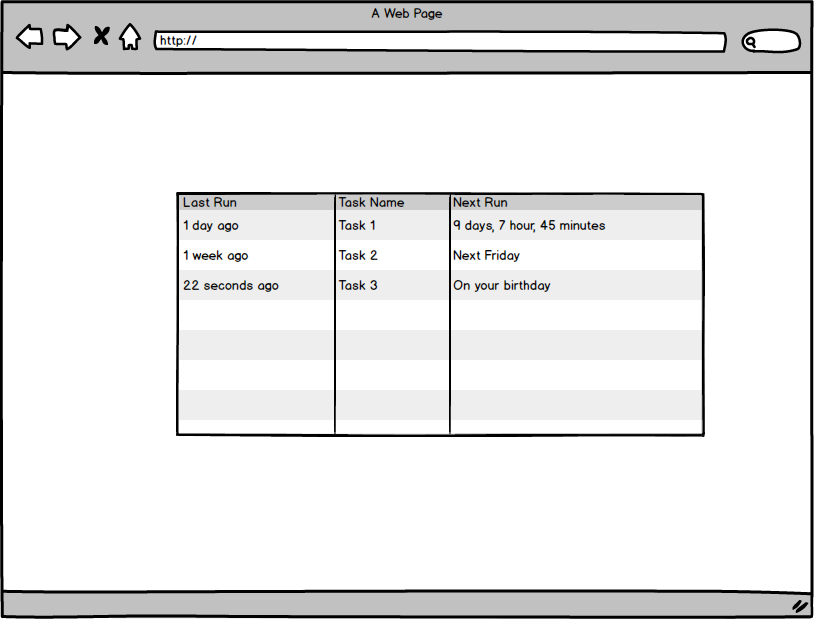 A Web Page
http://
Last Run Task Name Next Run
1 day ago Task 1 9 days, 7 hour, 45 minutes
1 week ago Task 2 Next Friday
22 seconds ago Task 3 On your birthday